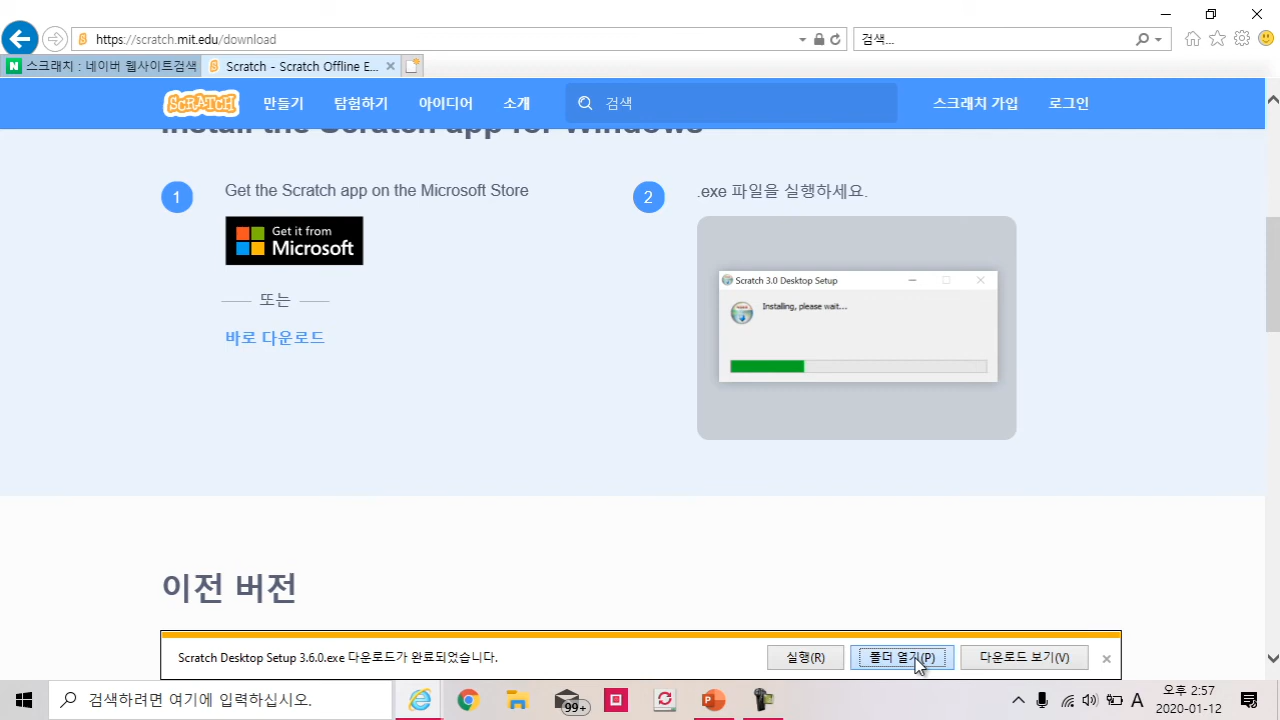 https://scratch.mit.edu/download
검색...
스크래치 : 네이버 웹사이트검색
Scratch - Scratch Offline E...
SCRATCH
만들기
탐험하기
아이디어
소개
검색
스크래치 가입
로그인
Install the Scratch app for Windows
1
Get the Scratch app on the Microsoft Store
Get it from
Microsoft
또는
바로 다운로드
2
.exe 파일을 실행하세요.
Scratch 3.0 Desktop Setup
Installing, please wait...
이전 버전
Scratch Desktop Setup 3.6.0.exe 다운로드가 완료되었습니다.
실행(R)
폴더 열기(P)
다운로드 보기(V)
검색하려면 여기에 입력하십시오.
99+
A
오후 2:57
2020-01-12